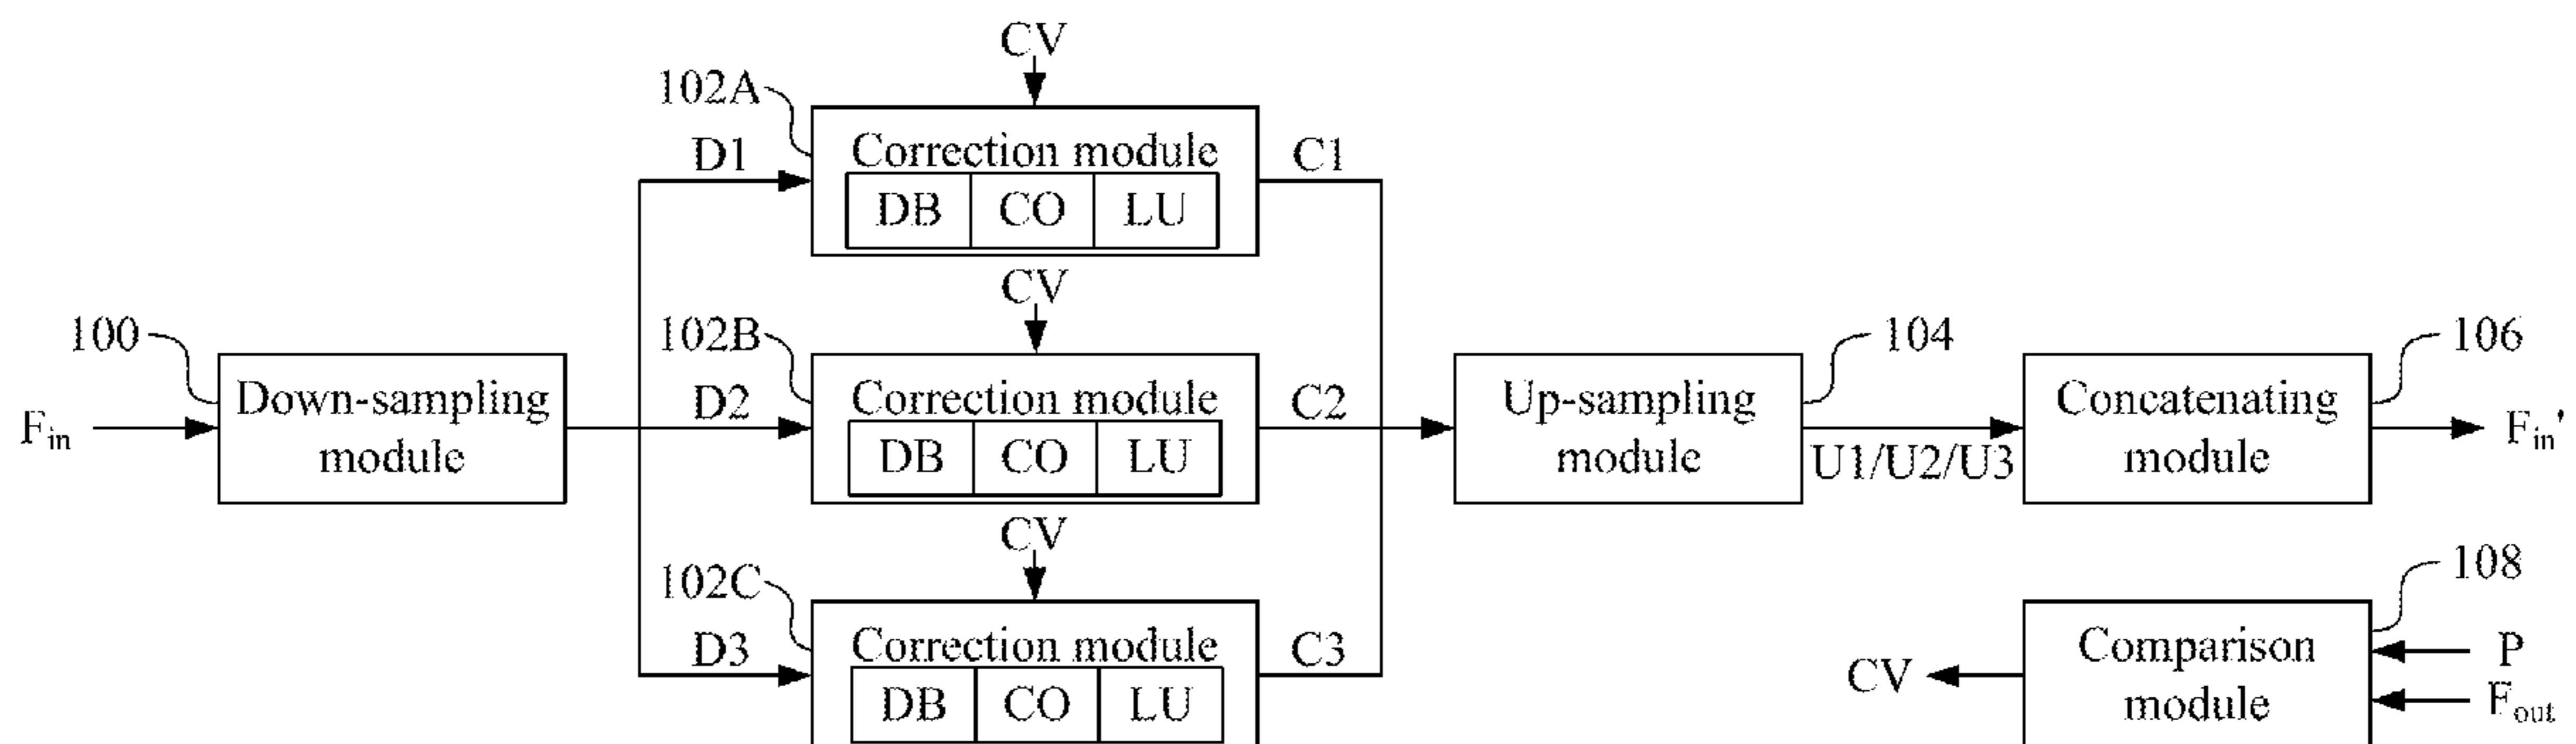 CV
102A
D1
Correction module
C1
DB CO LU
CV
100
102B
104
106
Fin
Down-sampling
module
D2
Correction module
C2
DB CO LU
Up-sampling
module
U1/U2/U3
Concatenating
module
Fin'
CV
102C
D3
Correction module
C3
DB CO LU
108
CV
Comparison
module
P
Fout